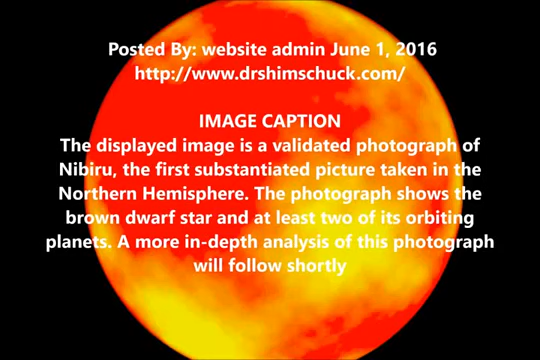 Posted By: website admin June 1, 2016
http://www.drshimschuck.com/
IMAGE CAPTION
The displayed image is a validated photograph of
Nibiru, the first substantiated picture taken in the
Northern Hemisphere. The photograph shows the
brown dwarf star and at least two of its orbiting
planets. A more in-depth analysis of this photograph
will follow shortly